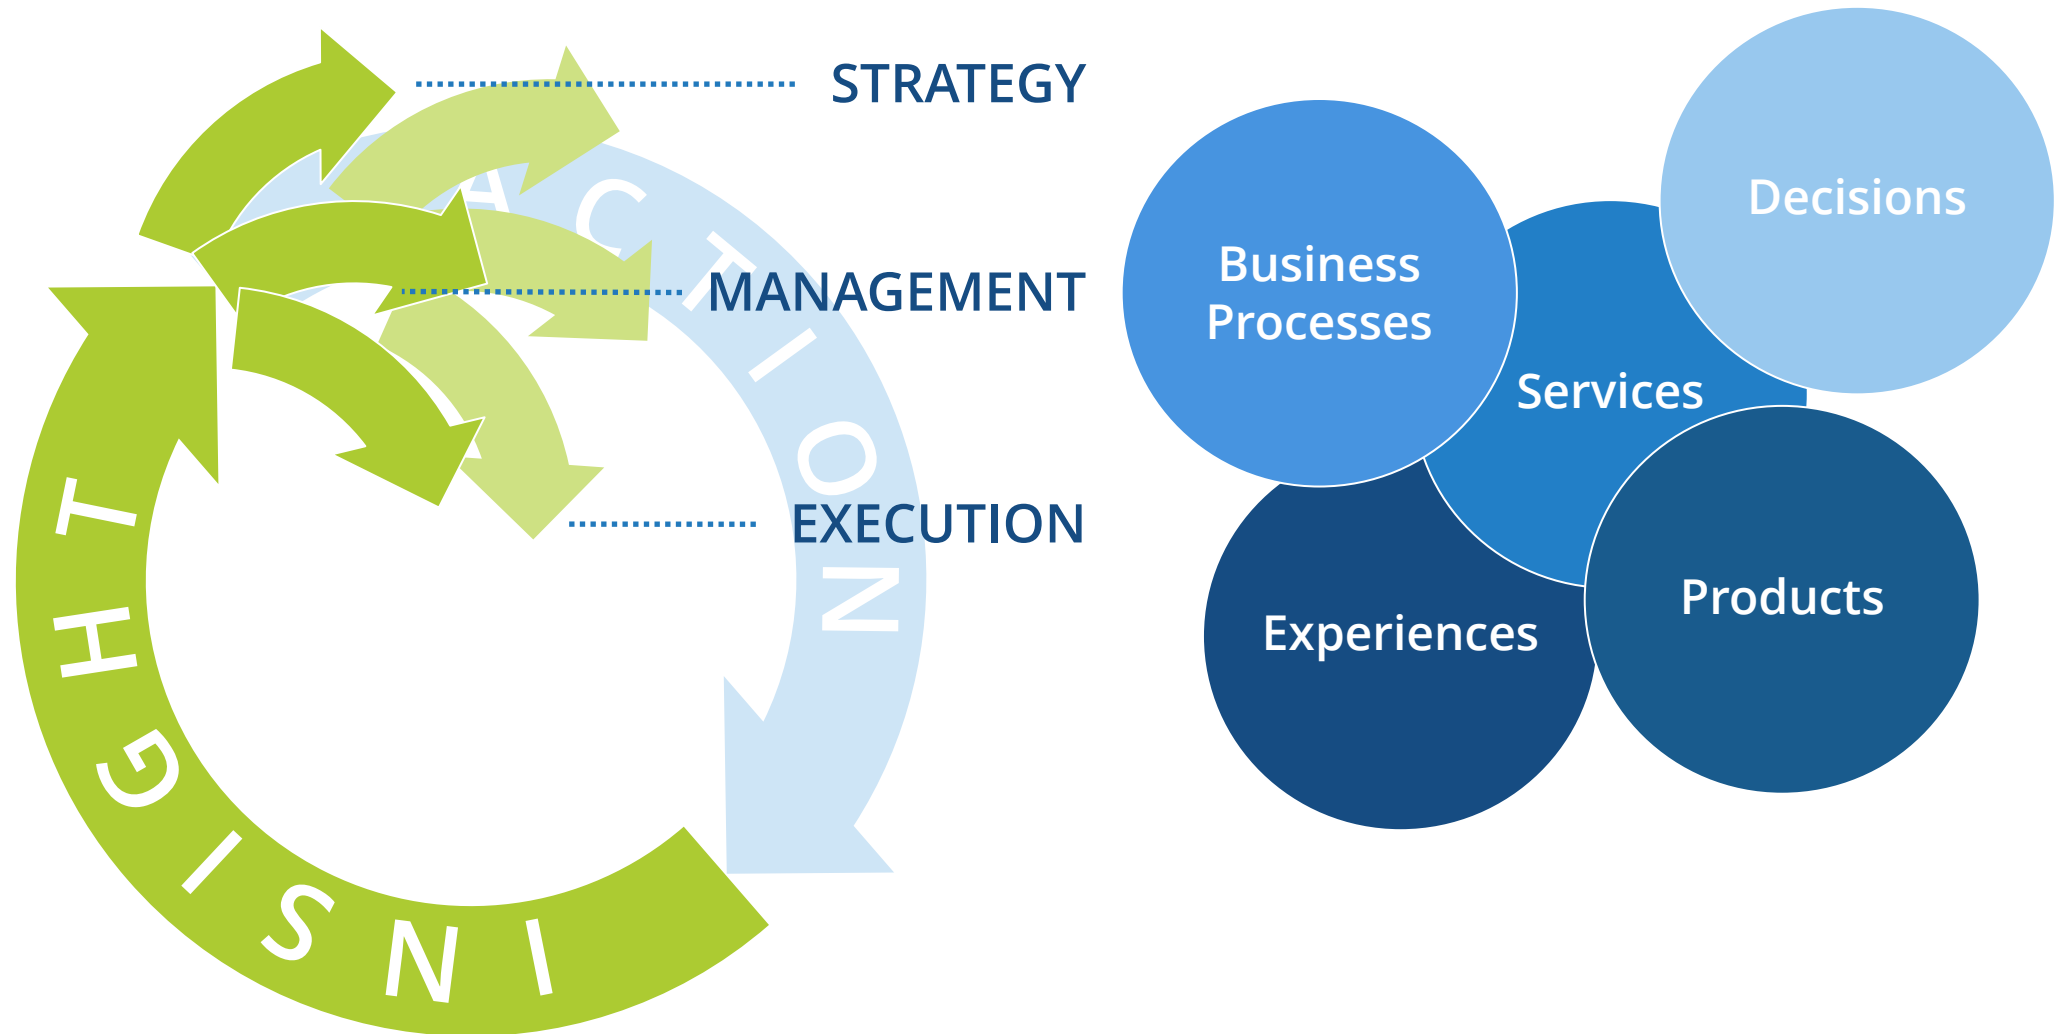 STRATEGY
MANAGEMENT
EXECUTION
ACTION
INSIGHT
Business
Processes
Decisions
Services
Experiences
Products